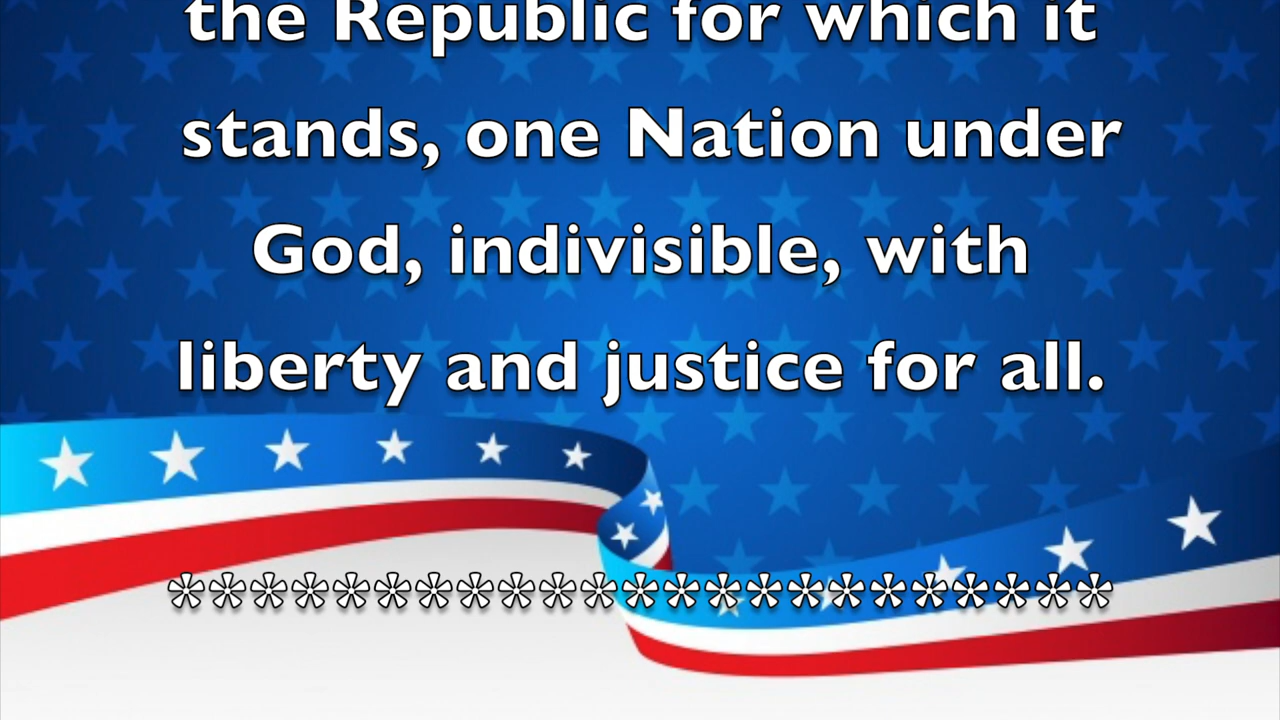 the Republic for which it
stands, one Nation under
God, indivisible, with
liberty and justice for all.
***********************